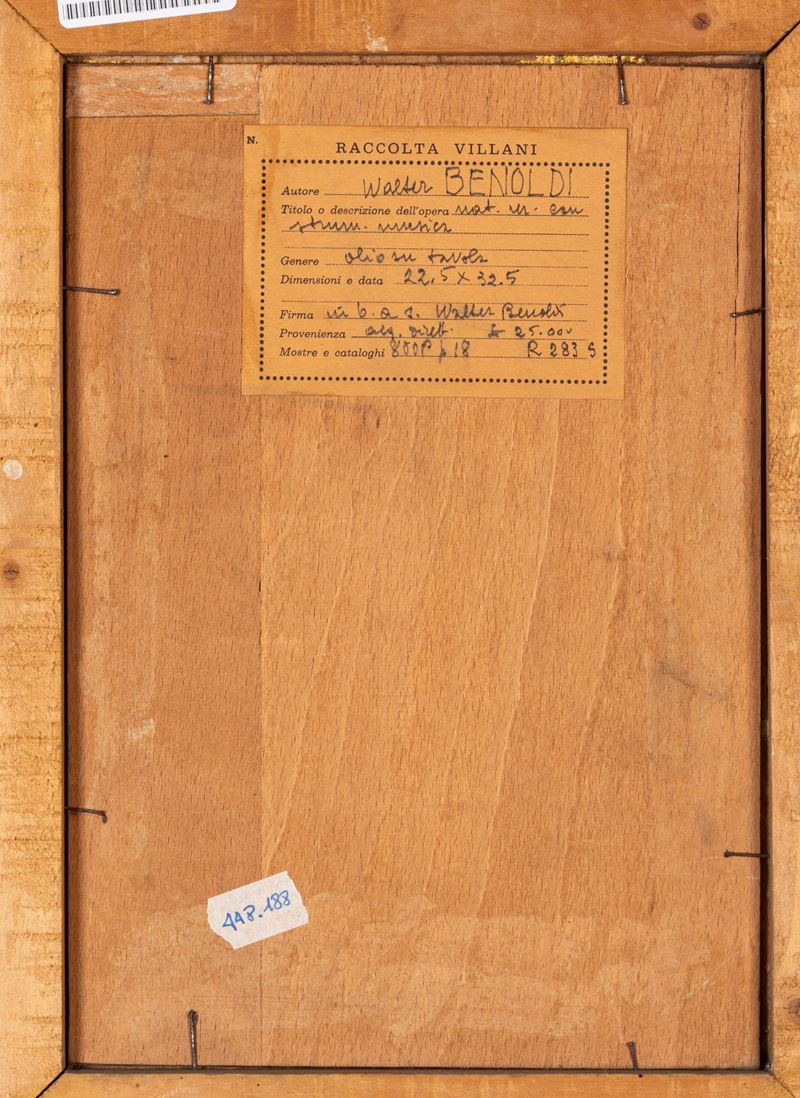 N.
RACCOLTA VILLANI
Autore Walter BENOLDI
Titolo o descrizione dell'opera nat. m. con
strum. musica
Genere olio su tavola
Dimensioni e data 22,5 x 32.5
Firma in b. a s. Walter Benoldi
Provenienza acq. dirett. £ 25.000
Mostre e cataloghi p 18 R 283 S
448.188